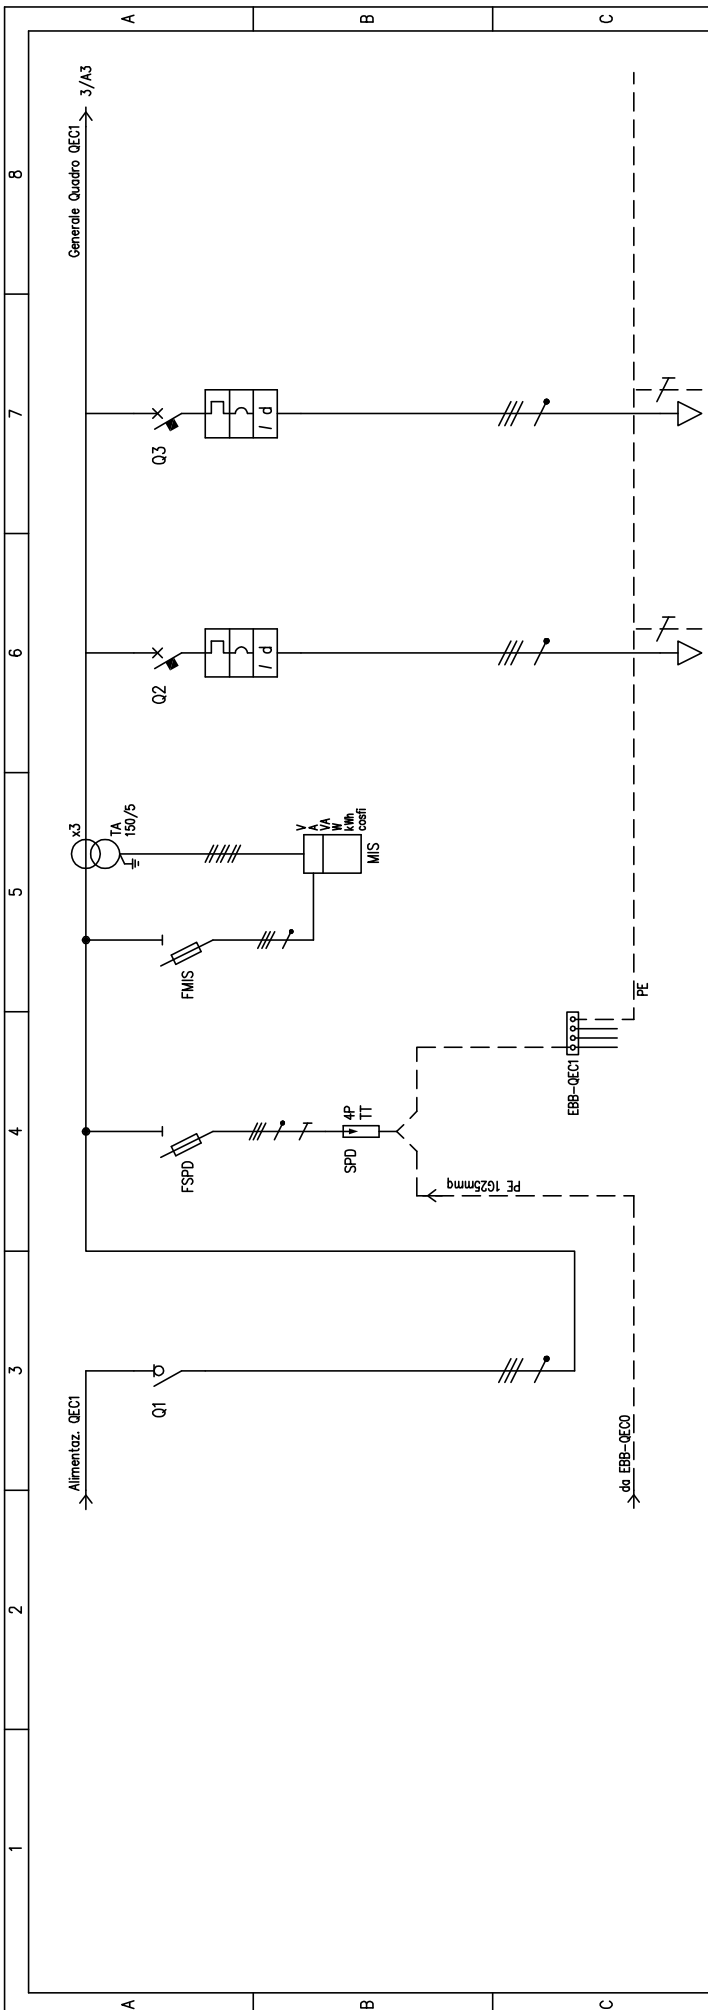 1
2
3
4
5
6
7
8
A
A
B
B
C
C
Alimentaz. QEC1
Generale Quadro QEC1
3/A3
Q1
FSPD
SPD
4P
TT
PE 1G25mmq
da EBB-QEC0
EBB-QEC1
PE
FMIS
x3
TA
150/5
V
A
VA
W
kWh
cosfi
MIS
Q2
I d
Q3
I d